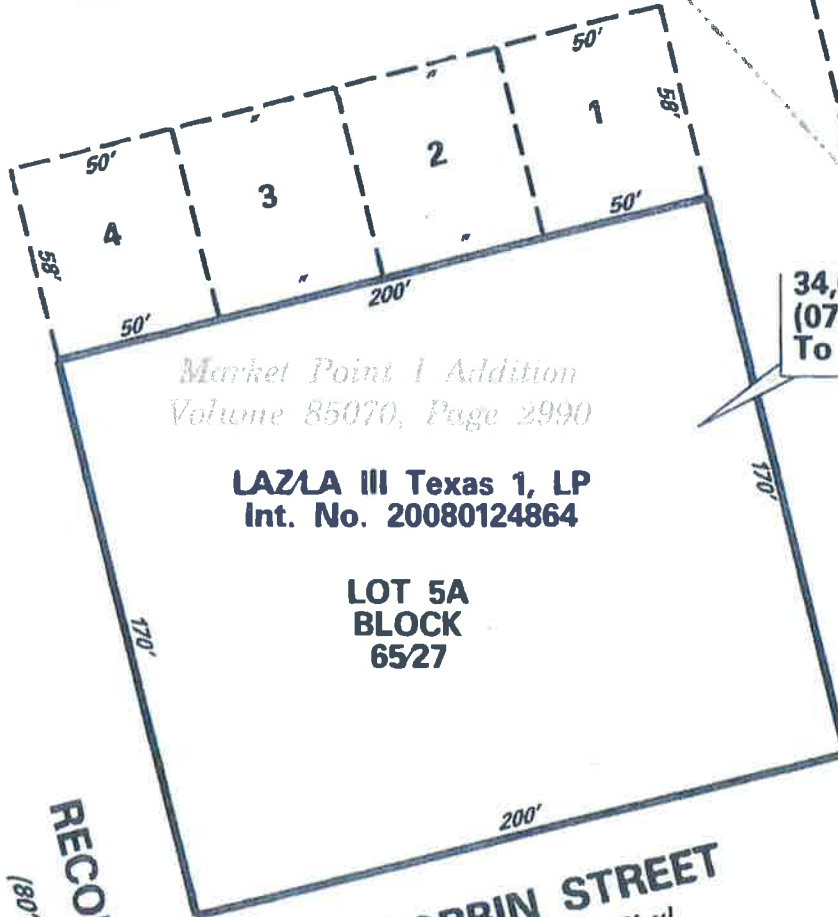 50'
50'
58'
58'
1
2
3
4
"
"
"
"
50'
200'
50'
34,
(07
To
Market Point I Addition
Volume 85070, Page 2990
LAZ/LA III Texas 1, LP
Int. No. 20080124864
LOT 5A
BLOCK
65/27
170'
170'
200'
STREET
(80'